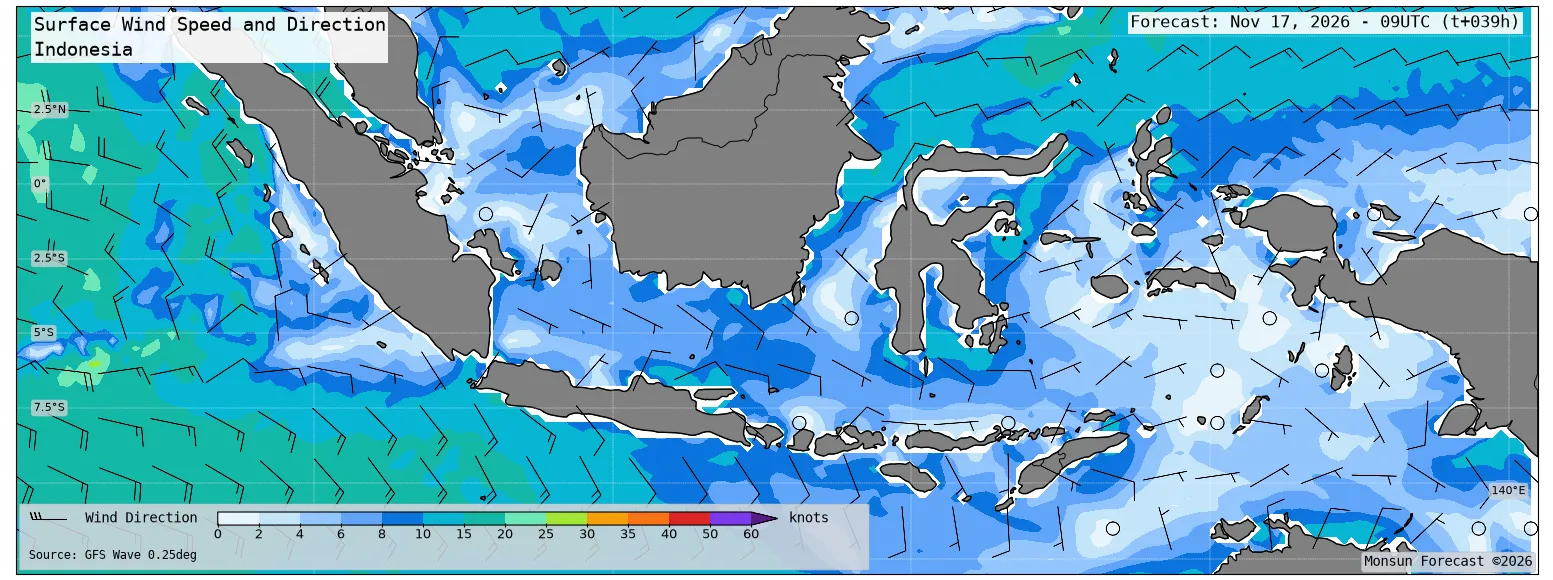 Surface Wind Speed and Direction
Indonesia
Forecast: Nov 17, 2026 - 09UTC (t+039h)
2.5°N
0°
2.5°S
5°S
7.5°S
140°E
Wind Direction
0 2 4 6 8 10 15 20 25 30 35 40 50 60 knots
Source: GFS Wave 0.25deg
Monsun Forecast ©2026